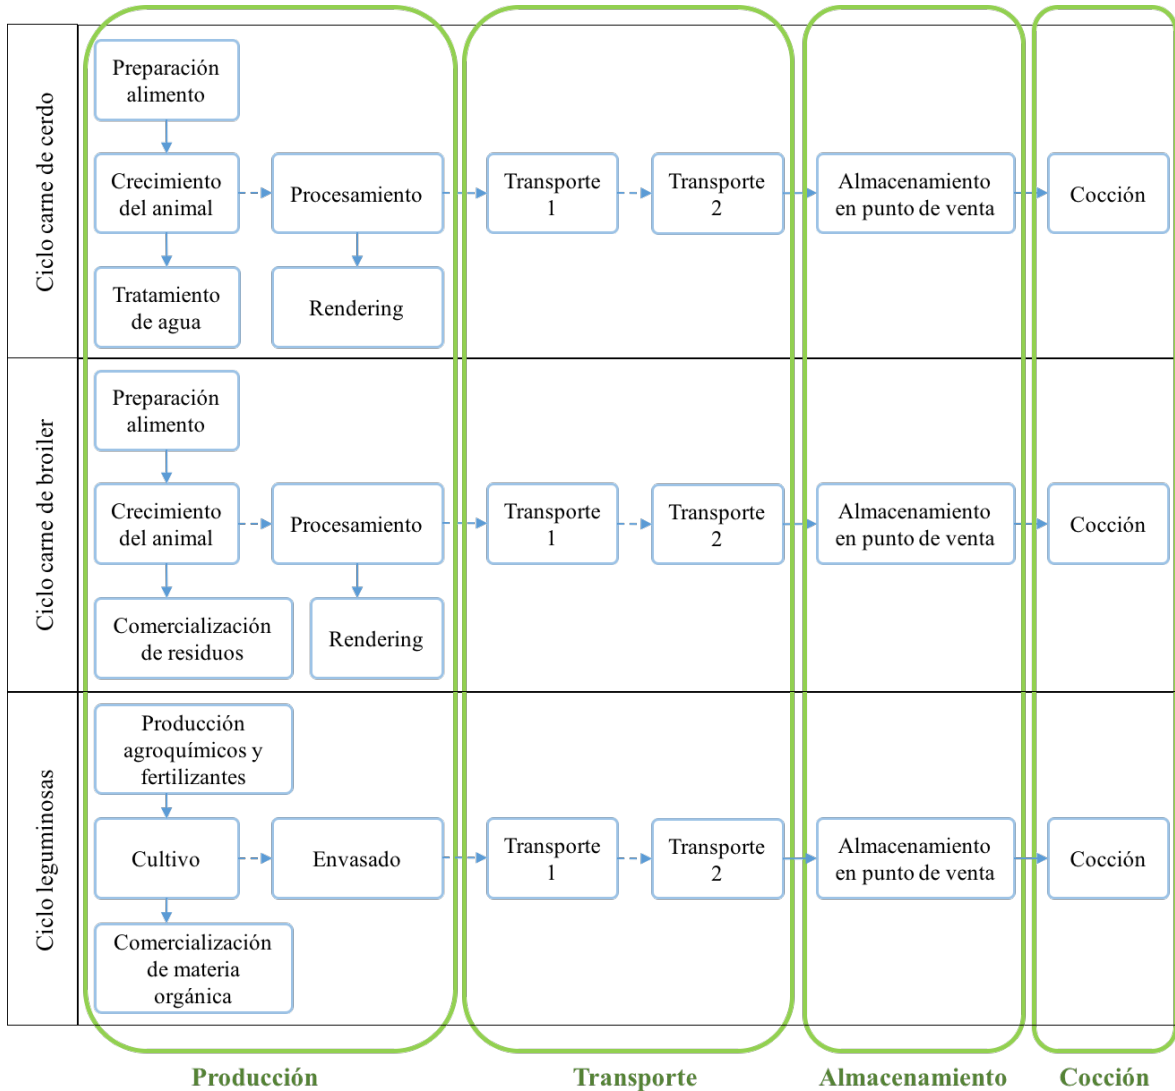 Ciclo carne de cerdo
Preparación
alimento
Crecimiento
del animal
Procesamiento
Transporte
1
Transporte
2
Almacenamiento
en punto de venta
Cocción
Tratamiento
de agua
Rendering
Ciclo carne de broiler
Preparación
alimento
Crecimiento
del animal
Procesamiento
Transporte
1
Transporte
2
Almacenamiento
en punto de venta
Cocción
Comercialización
de residuos
Rendering
Ciclo leguminosas
Producción
agroquímicos y
fertilizantes
Cultivo
Envasado
Transporte
1
Transporte
2
Almacenamiento
en punto de venta
Cocción
Comercialización
de materia
orgánica
Producción
Transporte
Almacenamiento
Cocción